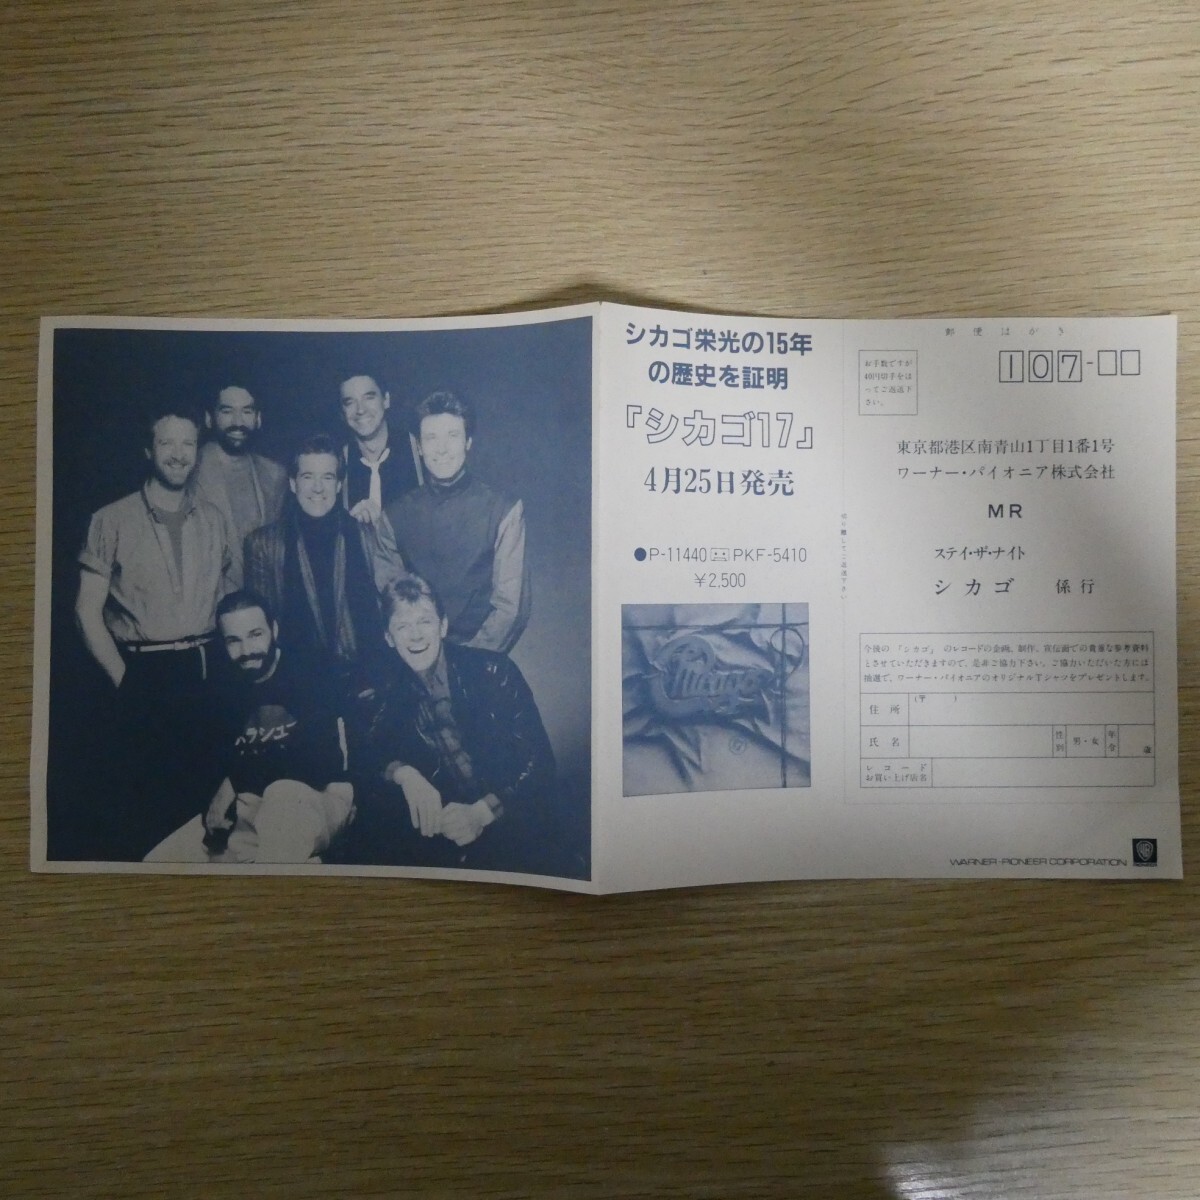 ハラショー
シカゴ栄光の15年
の歴史を証明
『シカゴ17』
4月25日発売
●P-11440 PKF-5410
¥2,500
Chicago
17
郵便はがき
お手数ですが
40円切手をは
ってご返送下
さい。
107-□□
東京都港区南青山1丁目1番1号
ワーナー・パイオニア株式会社
MR
ステイ・ザ・ナイト
シカゴ 係行
今後の「シカゴ」のレコードの企画、制作、宣伝面での貴重な参考資料
とさせていただきますので、是非ご協力下さい。ご協力いただいた方には
抽選で、ワーナー・パイオニアのオリジナルTシャツをプレゼントします。
住所 (〒 )
氏名 性別 男・女 年令 歳
レコード
お買い上げ店名
WARNER-PIONEER CORPORATION